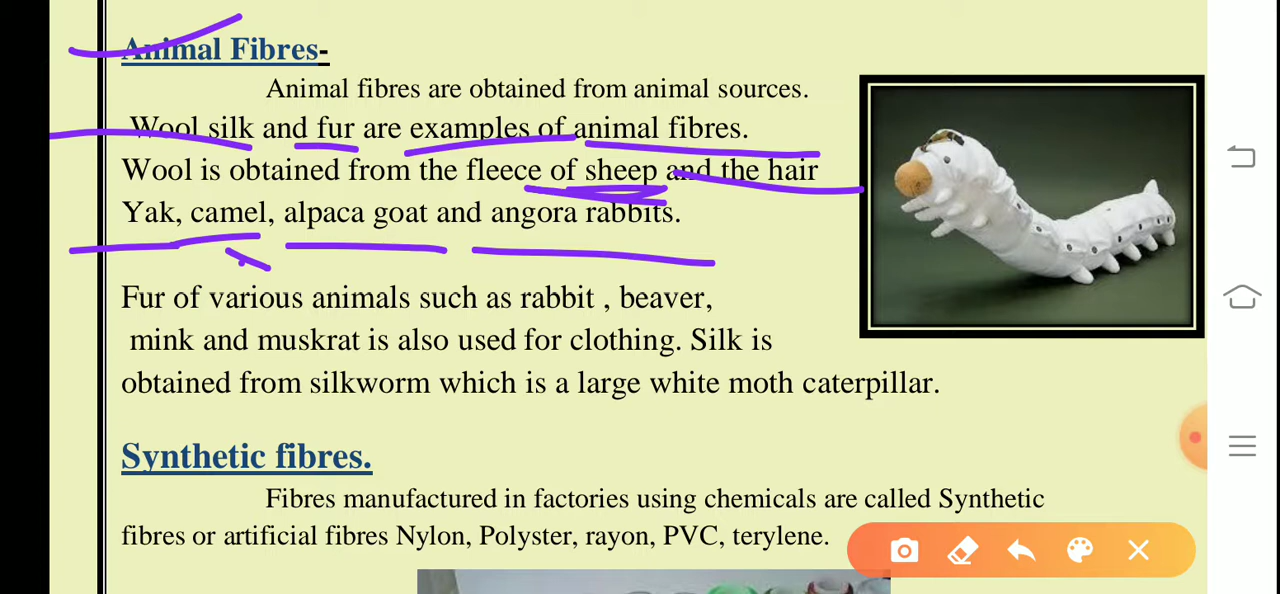 Animal Fibres-
Animal fibres are obtained from animal sources.
Wool silk and fur are examples of animal fibres.
Wool is obtained from the fleece of sheep and the hair
Yak, camel, alpaca goat and angora rabbits.
Fur of various animals such as rabbit , beaver,
mink and muskrat is also used for clothing. Silk is
obtained from silkworm which is a large white moth caterpillar.
Synthetic fibres.
Fibres manufactured in factories using chemicals are called Synthetic
fibres or artificial fibres Nylon, Polyster, rayon, PVC, terylene.